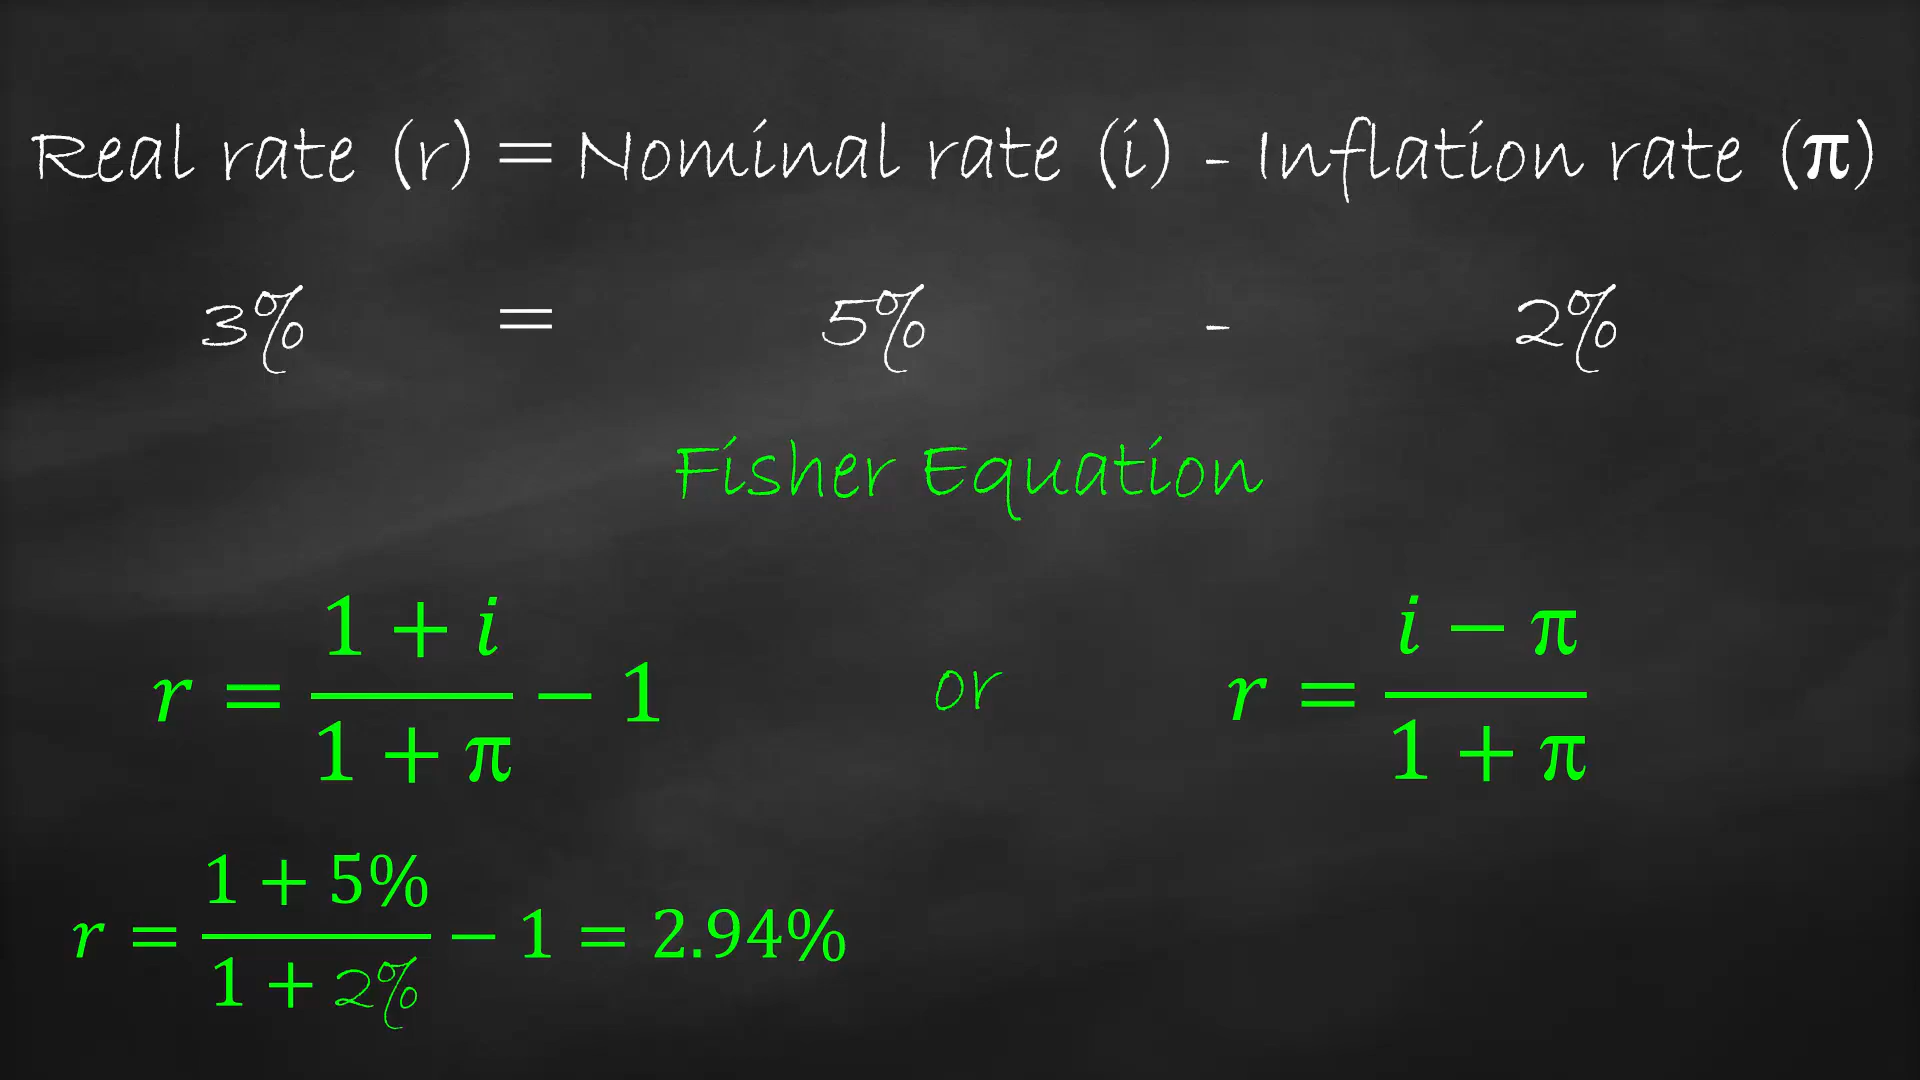 Real rate (r) = Nominal rate (i) - Inflation rate (π)
3% = 5% - 2%
Fisher Equation
r = (1 + i)/(1 + π) − 1 or r = (i − π)/(1 + π)
r = (1 + 5%)/(1 + 2%) − 1 = 2.94%